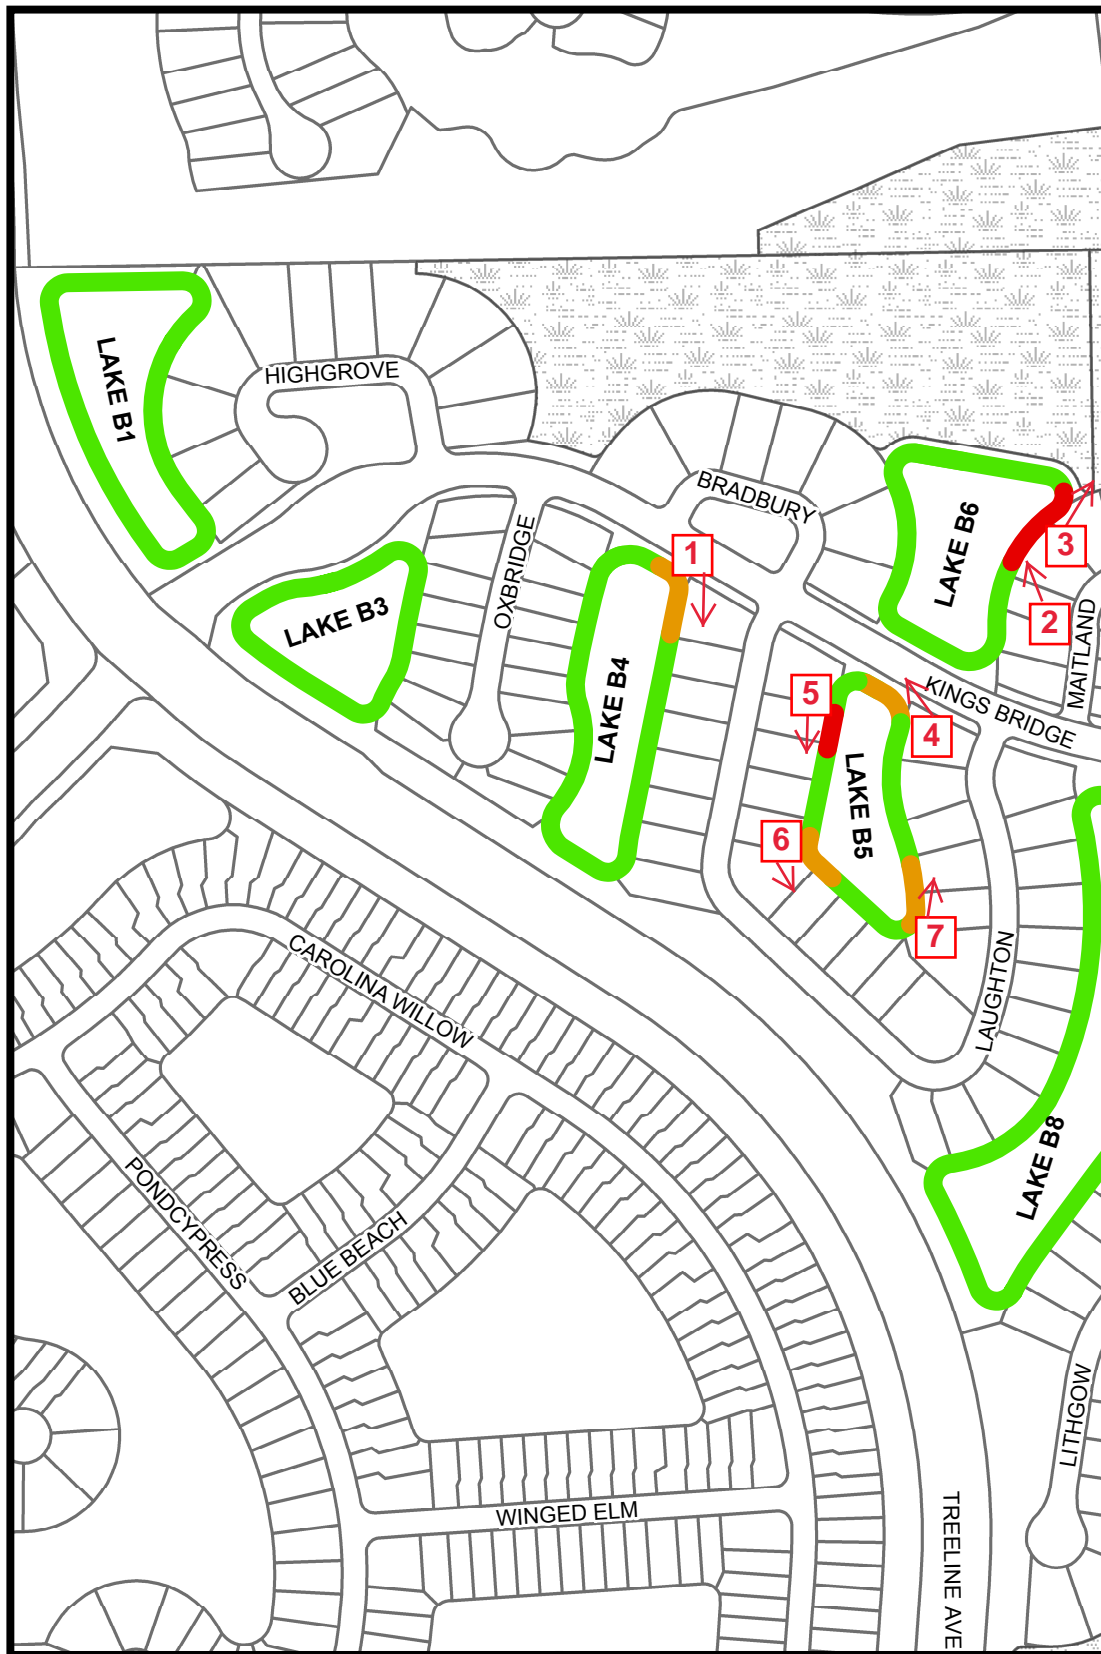 LAKE B1
HIGHGROVE
BRADBURY
LAKE B6
3
1
OXBRIDGE
LAKE B3
2
MAITLAND
LAKE B4
5
KINGS BRIDGE
4
LAKE B5
6
7
LAUGHTON
CAROLINA WILLOW
LAKE B8
PONDCYPRESS
BLUE BEACH
LITHGOW
WINGED ELM
TREELINE AVE